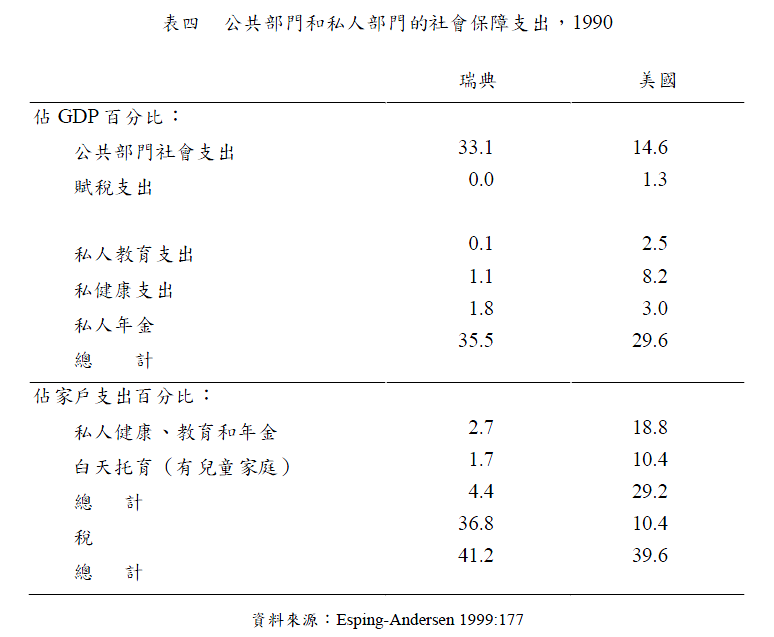 表四 公共部門和私人部門的社會保障支出，1990
瑞典 美國
佔 GDP 百分比：
公共部門社會支出 33.1 14.6
賦稅支出 0.0 1.3
私人教育支出 0.1 2.5
私健康支出 1.1 8.2
私人年金 1.8 3.0
總 計 35.5 29.6
佔家戶支出百分比：
私人健康、教育和年金 2.7 18.8
白天托育（有兒童家庭） 1.7 10.4
總 計 4.4 29.2
稅 36.8 10.4
總 計 41.2 39.6
資料來源：Esping-Andersen 1999:177